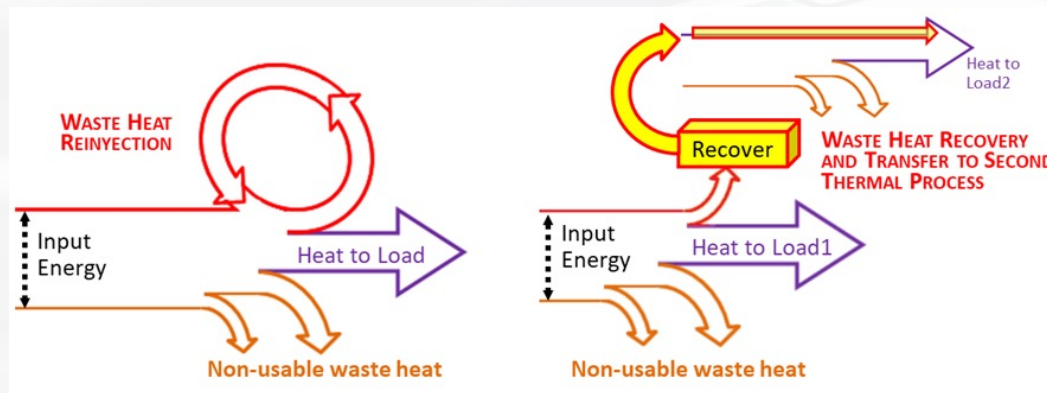 WASTE HEAT
REINYECTION
Input
Energy
Heat to Load
Non-usable waste heat
Heat to
Load2
Recover
WASTE HEAT RECOVERY
AND TRANSFER TO SECOND
THERMAL PROCESS
Input
Energy
Heat to Load1
Non-usable waste heat